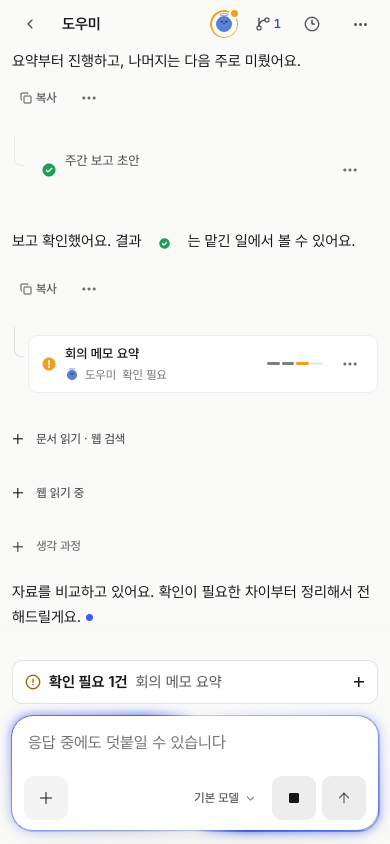 도우미
1
요약부터 진행하고, 나머지는 다음 주로 미뤘어요.
복사
주간 보고 초안
보고 확인했어요. 결과 는 맡긴 일에서 볼 수 있어요.
복사
회의 메모 요약
도우미 확인 필요
문서 읽기 · 웹 검색
웹 읽기 중
생각 과정
자료를 비교하고 있어요. 확인이 필요한 차이부터 정리해서 전
해드릴게요.
확인 필요 1건 회의 메모 요약
응답 중에도 덧붙일 수 있습니다
기본 모델